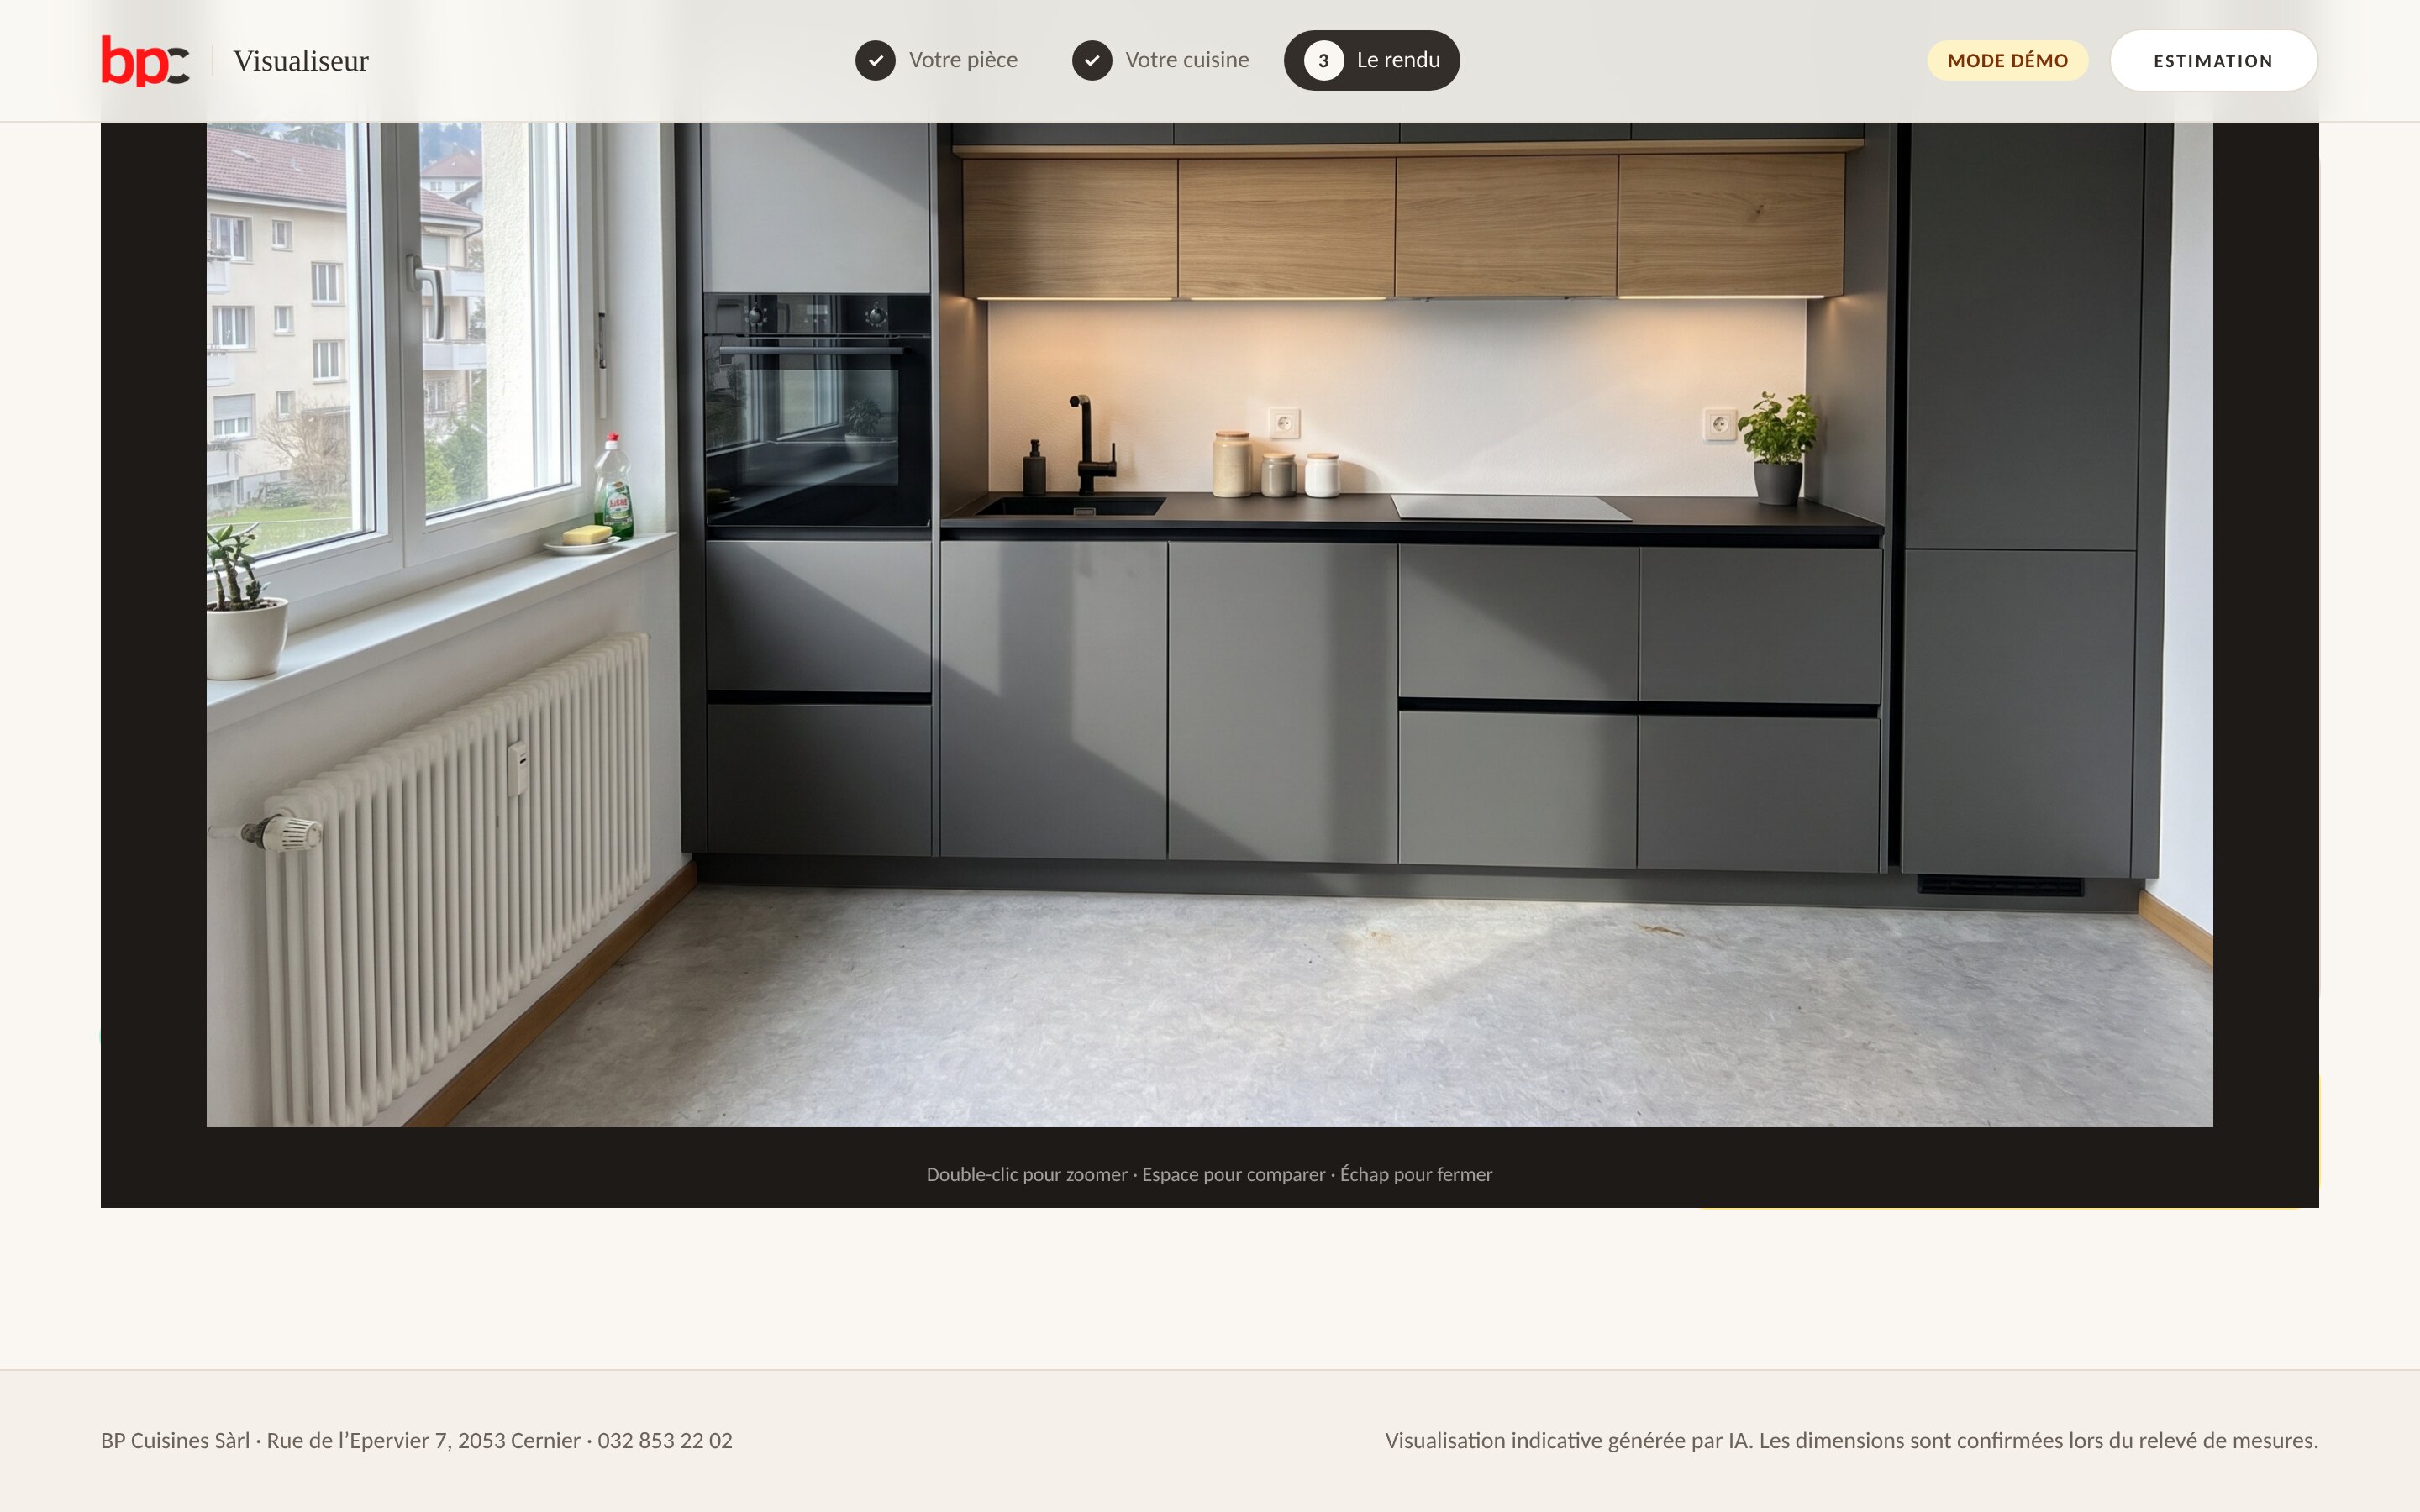 bpc Visualiseur
Votre pièce
Votre cuisine
3 Le rendu
MODE DÉMO
ESTIMATION
Double-clic pour zoomer · Espace pour comparer · Échap pour fermer
BP Cuisines Sàrl · Rue de l’Epervier 7, 2053 Cernier · 032 853 22 02
Visualisation indicative générée par IA. Les dimensions sont confirmées lors du relevé de mesures.